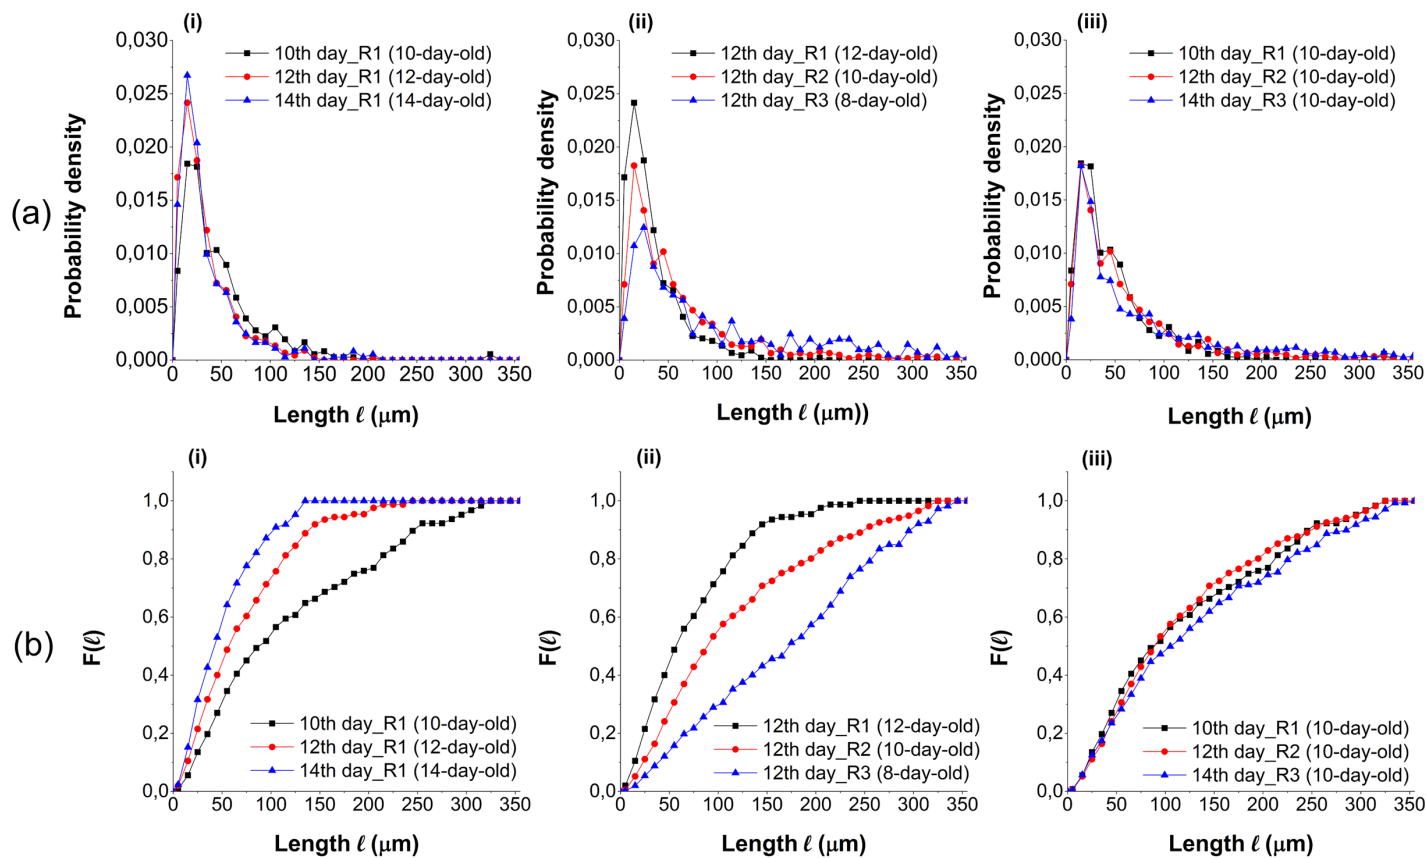 (a)
(i)
0,030
0,025
0,020
0,015
0,010
0,005
0,000
Probability density
10th day_R1 (10-day-old)
12th day_R1 (12-day-old)
14th day_R1 (14-day-old)
0 50 100 150 200 250 300 350
Length ℓ (μm)
(ii)
0,030
0,025
0,020
0,015
0,010
0,005
0,000
Probability density
12th day_R1 (12-day-old)
12th day_R2 (10-day-old)
12th day_R3 (8-day-old)
0 50 100 150 200 250 300 350
Length ℓ (μm))
(iii)
0,030
0,025
0,020
0,015
0,010
0,005
0,000
Probability density
10th day_R1 (10-day-old)
12th day_R2 (10-day-old)
14th day_R3 (10-day-old)
0 50 100 150 200 250 300 350
Length ℓ (μm)
(b)
(i)
1,0
0,8
0,6
0,4
0,2
0,0
F(ℓ)
10th day_R1 (10-day-old)
12th day_R1 (12-day-old)
14th day_R1 (14-day-old)
0 50 100 150 200 250 300 350
Length ℓ (μm)
(ii)
1,0
0,8
0,6
0,4
0,2
0,0
F(ℓ)
12th day_R1 (12-day-old)
12th day_R2 (10-day-old)
12th day_R3 (8-day-old)
0 50 100 150 200 250 300 350
Length ℓ (μm)
(iii)
1,0
0,8
0,6
0,4
0,2
0,0
F(ℓ)
10th day_R1 (10-day-old)
12th day_R2 (10-day-old)
14th day_R3 (10-day-old)
0 50 100 150 200 250 300 350
Length ℓ (μm)